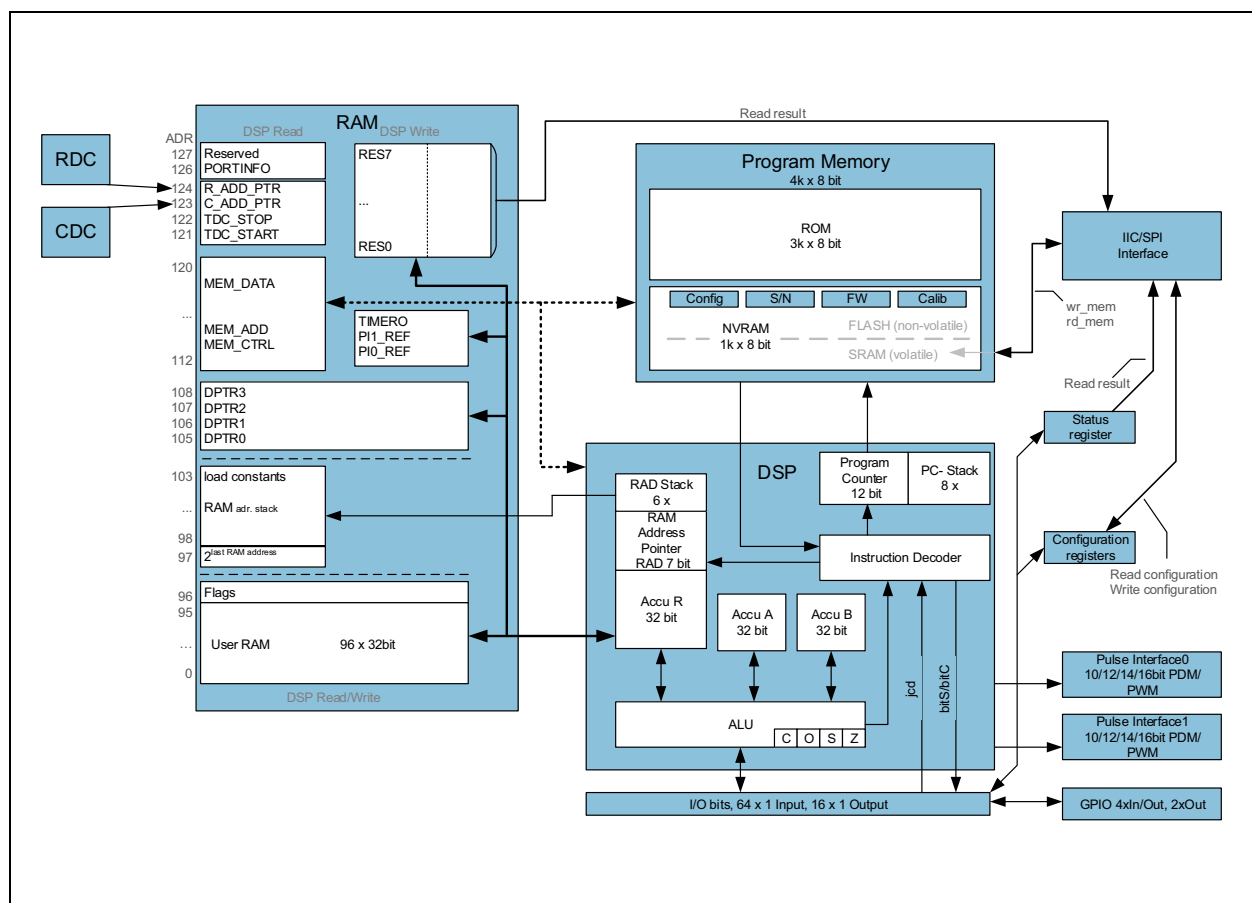 RDC
CDC
RAM
ADR
DSP Read
DSP Write
127
Reserved
126
PORTINFO
124
R_ADD_PTR
123
C_ADD_PTR
122
TDC_STOP
121
TDC_START
RES7
...
RES0
120
MEM_DATA
...
MEM_ADD
MEM_CTRL
112
TIMERO
PI1_REF
PI0_REF
108
DPTR3
107
DPTR2
106
DPTR1
105
DPTR0
103
load constants
...
RAM adr. stack
98
97
2last RAM address
96
Flags
95
User RAM
96 x 32bit
...
0
DSP Read/Write
Read result
Program Memory
4k x 8 bit
ROM
3k x 8 bit
Config
S/N
FW
Calib
NVRAM
1k x 8 bit
FLASH (non-volatile)
SRAM (volatile)
IIC/SPI
Interface
wr_mem
rd_mem
Read result
Status
register
Configuration
registers
Read configuration
Write configuration
DSP
RAD Stack
6 x
RAM
Address
Pointer
RAD 7 bit
Program
Counter
12 bit
PC- Stack
8 x
Instruction Decoder
Accu R
32 bit
Accu A
32 bit
Accu B
32 bit
jcd
bitS/bitC
ALU
C
O
S
Z
I/O bits, 64 x 1 Input, 16 x 1 Output
Pulse Interface0
10/12/14/16bit PDM/
PWM
Pulse Interface1
10/12/14/16bit PDM/
PWM
GPIO 4xIn/Out, 2xOut